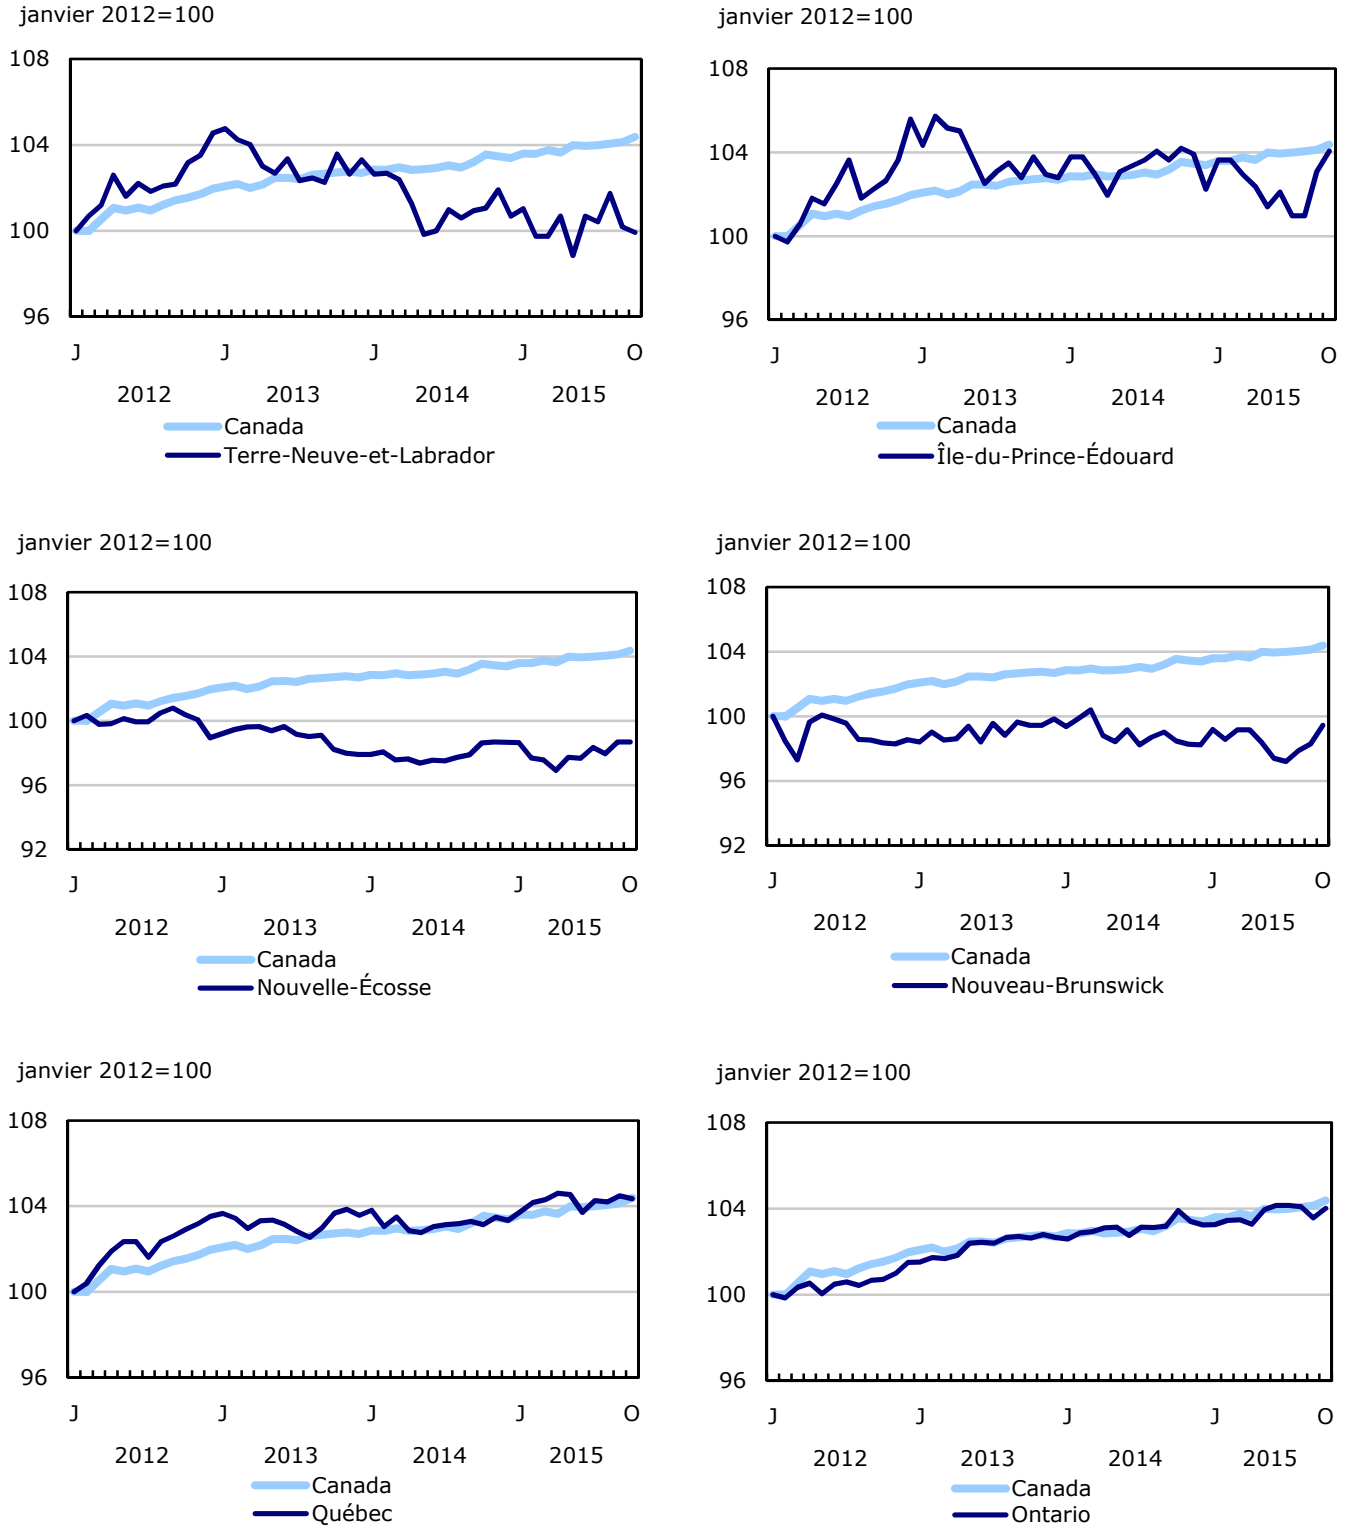 janvier 2012=100
108
104
100
96
J J J J O
2012 2013 2014 2015
Canada
Terre-Neuve-et-Labrador
janvier 2012=100
108
104
100
96
J J J J O
2012 2013 2014 2015
Canada
Île-du-Prince-Édouard
janvier 2012=100
108
104
100
96
92
J J J J O
2012 2013 2014 2015
Canada
Nouvelle-Écosse
janvier 2012=100
108
104
100
96
92
J J J J O
2012 2013 2014 2015
Canada
Nouveau-Brunswick
janvier 2012=100
108
104
100
96
J J J J O
2012 2013 2014 2015
Canada
Québec
janvier 2012=100
108
104
100
96
J J J J O
2012 2013 2014 2015
Canada
Ontario